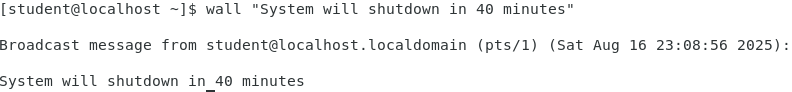 [student@localhost ~]$ wall "System will shutdown in 40 minutes"
Broadcast message from student@localhost.localdomain (pts/1) (Sat Aug 16 23:08:56 2025):
System will shutdown in 40 minutes